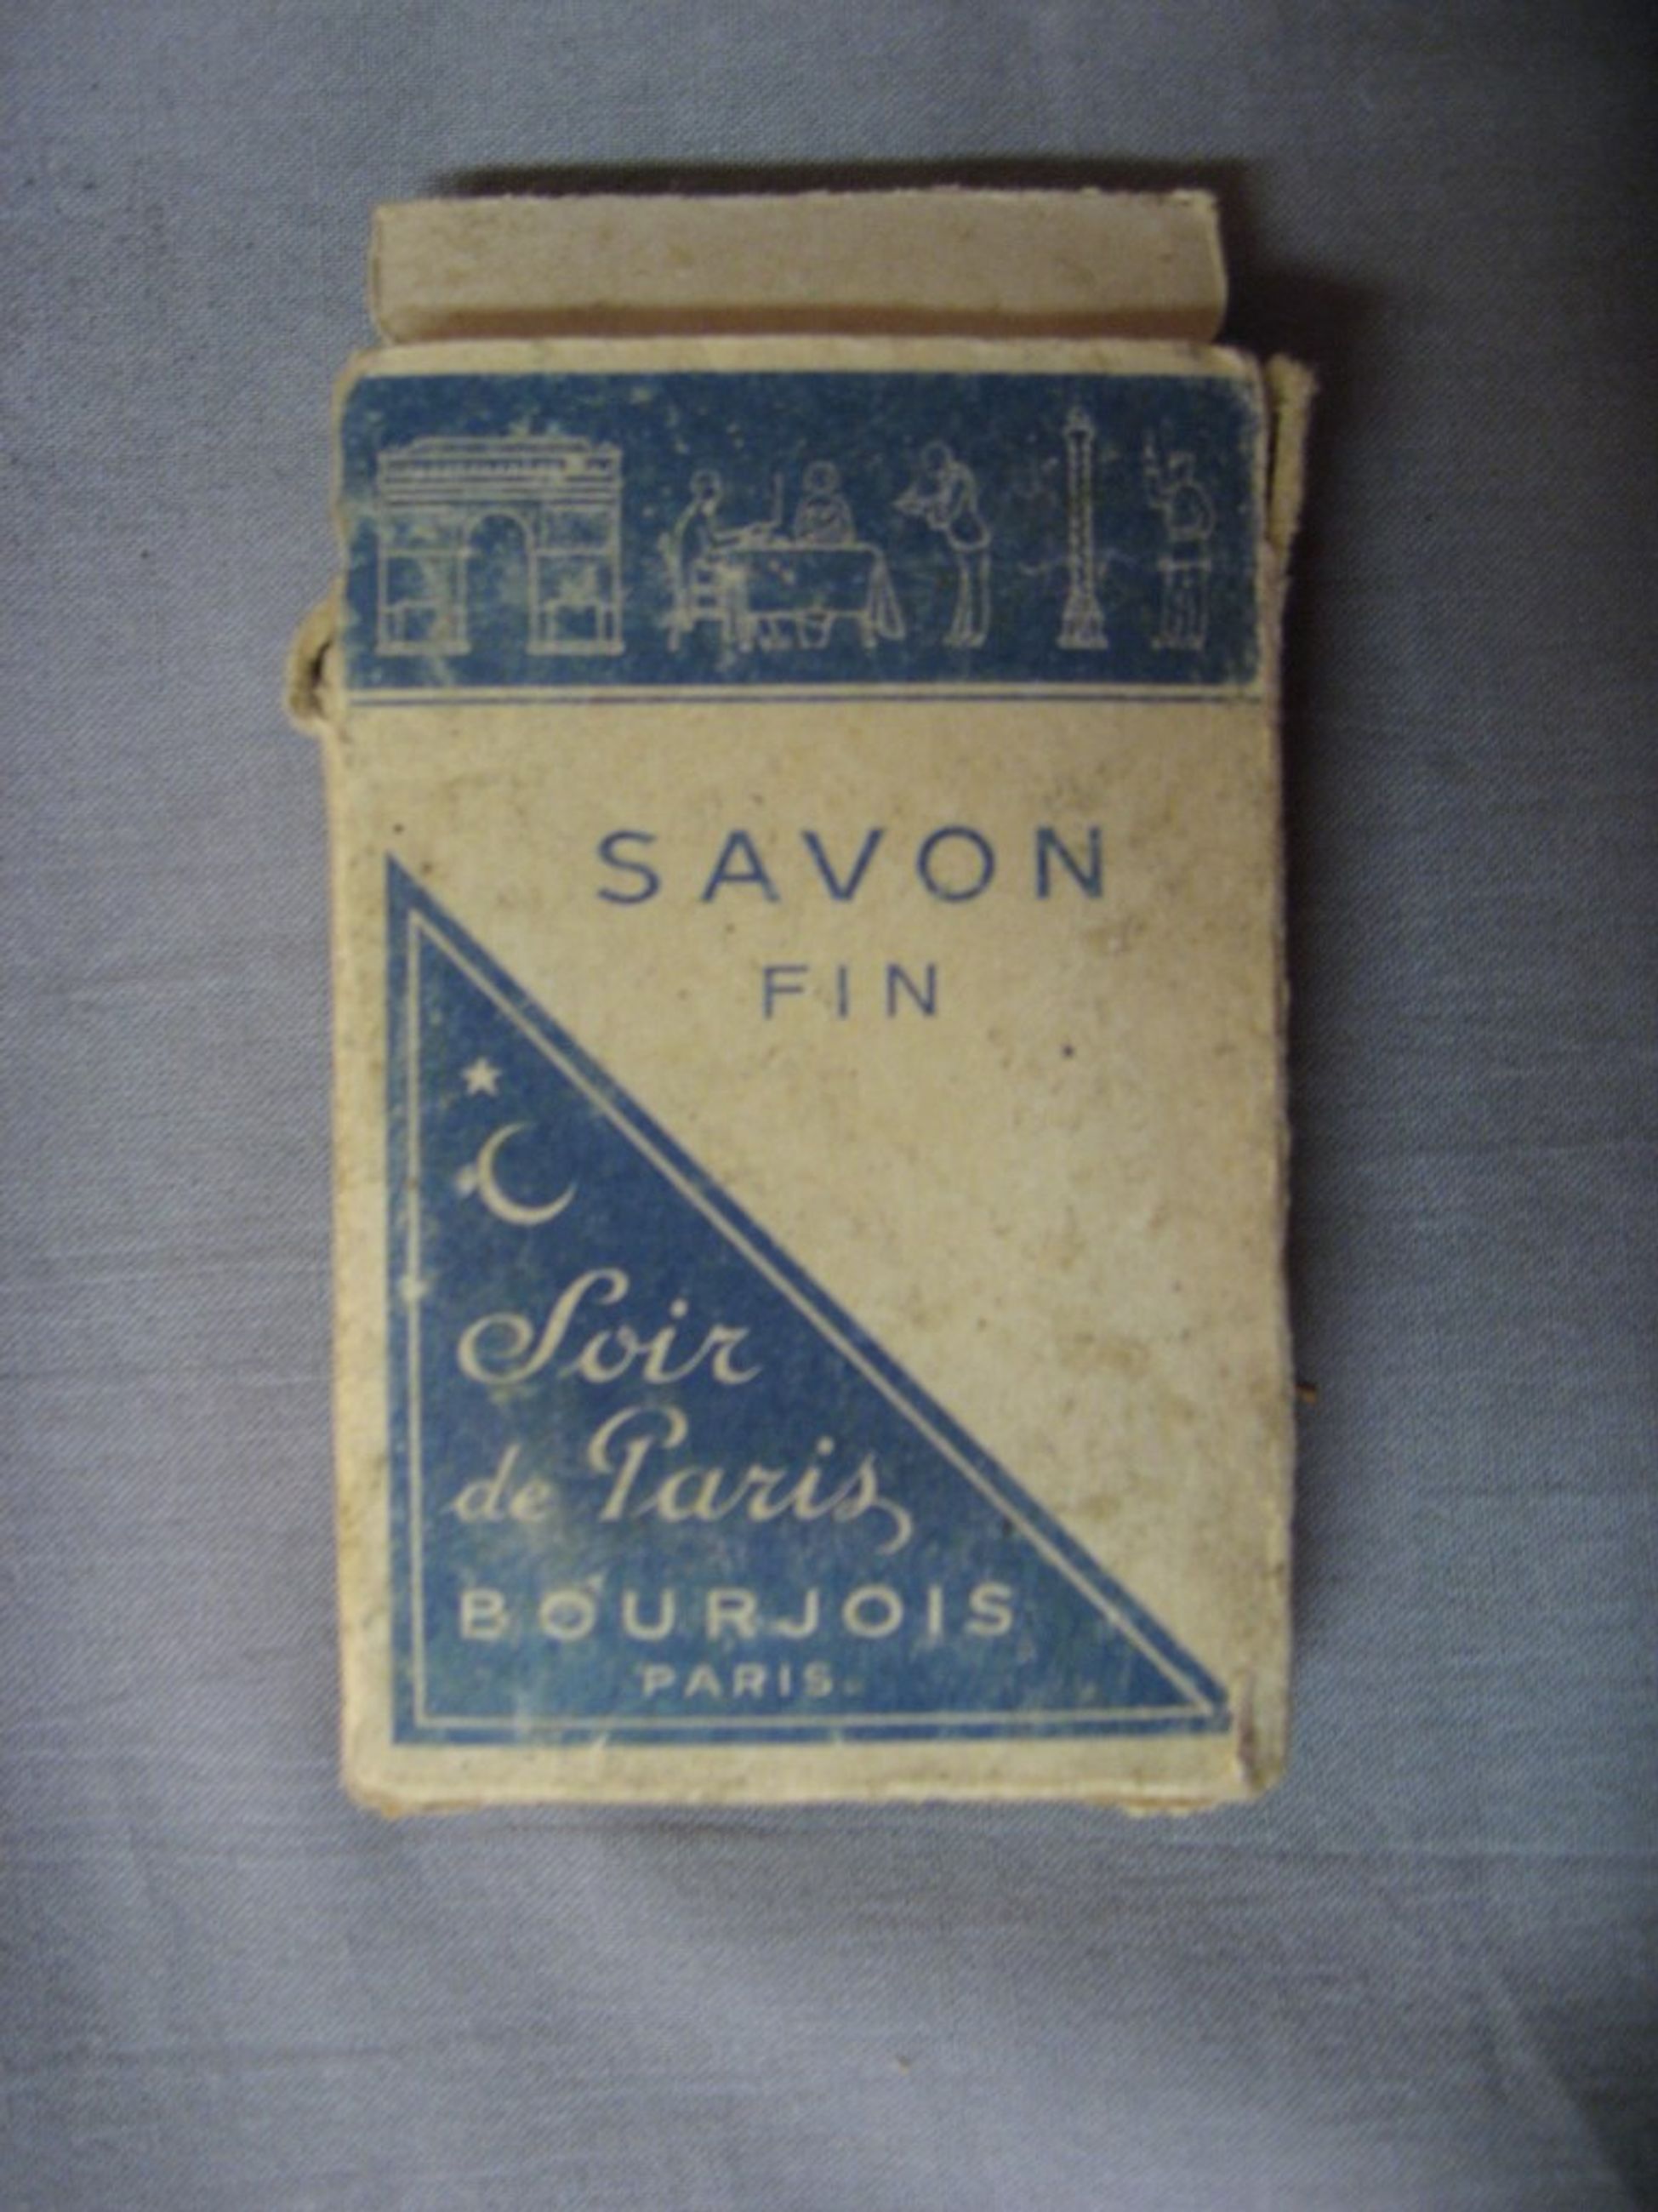 SAVON
FIN
Soir
de Paris
BOURJOIS
PARIS.